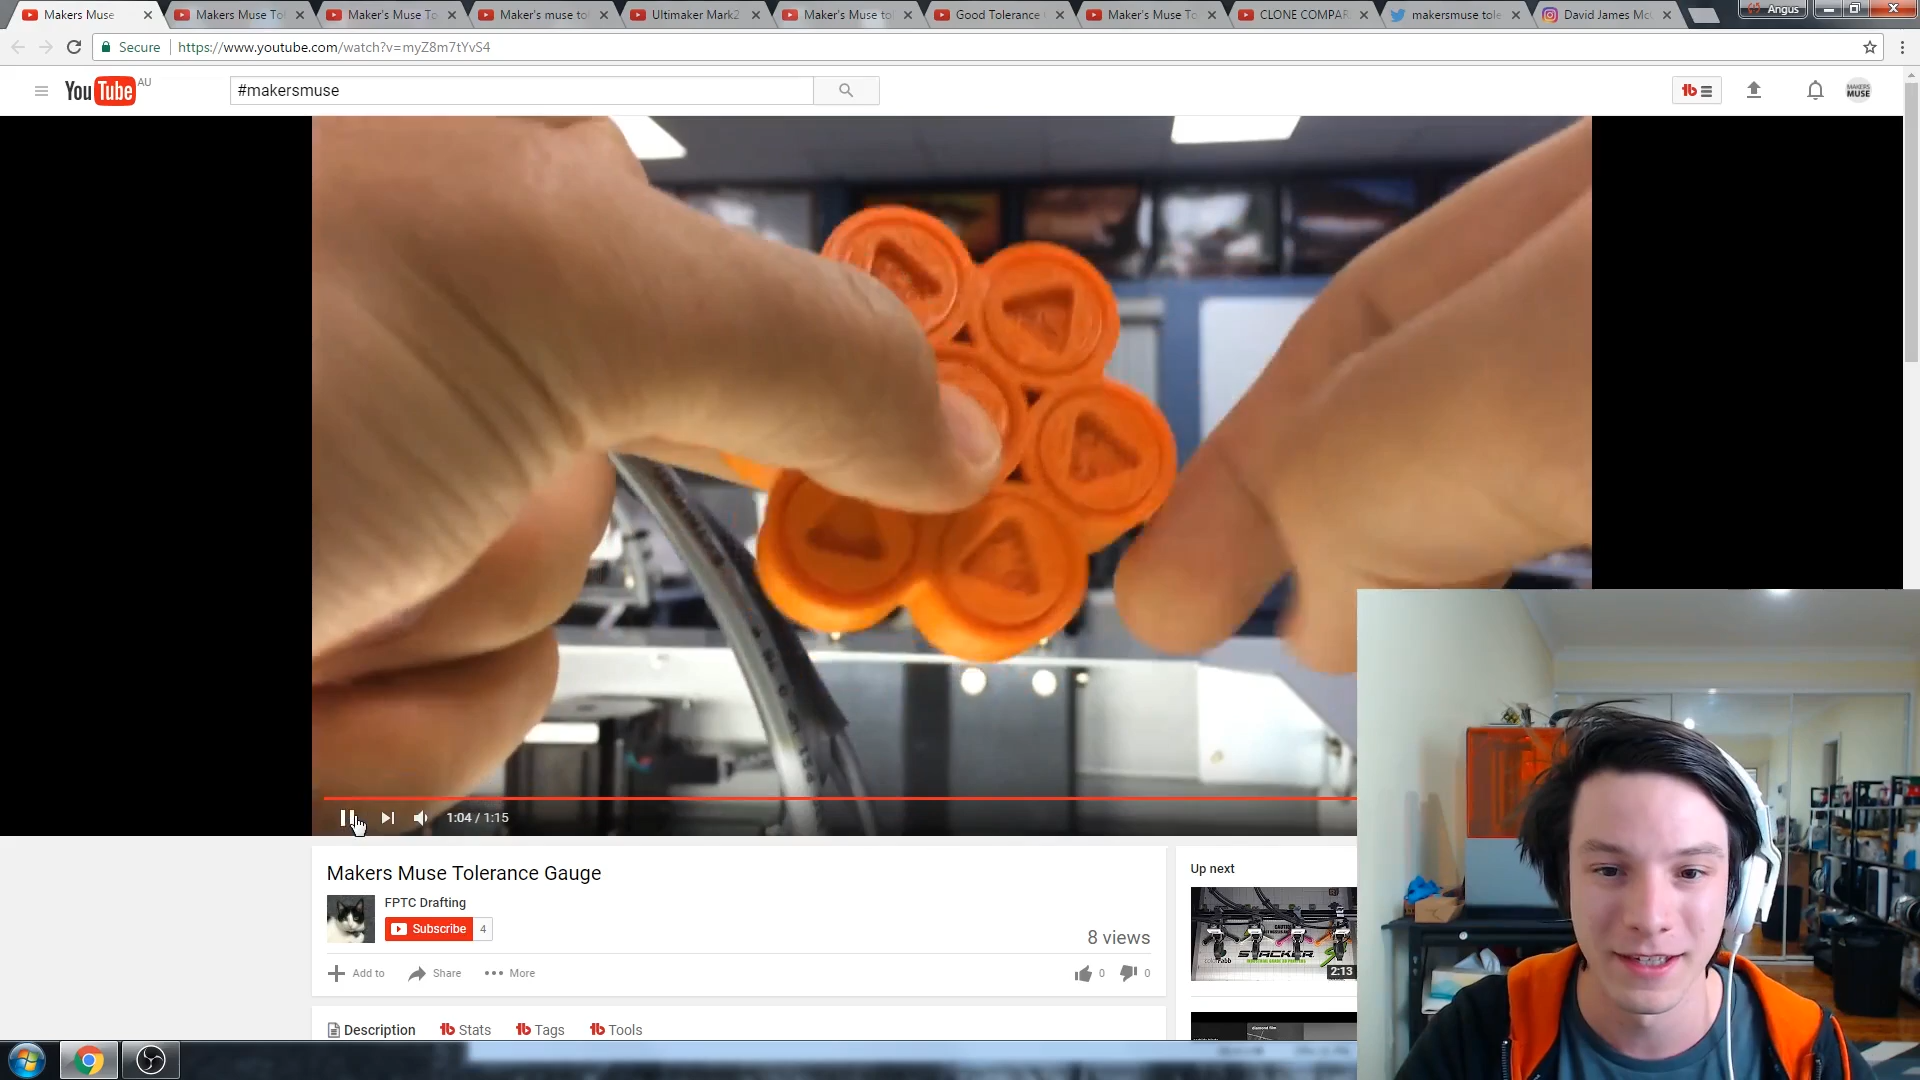 Makers Muse
Makers Muse To
Maker's Muse To
Maker's muse to
Ultimaker Mark2
Maker's Muse to
Good Tolerance
Maker's Muse To
CLONE COMPAR
makersmuse tole
David James Mc
Angus
Secure
https://www.youtube.com/watch?v=myZ8m7tYvS4
YouTube AU
#makersmuse
MAKERS MUSE
1:04 / 1:15
Makers Muse Tolerance Gauge
FPTC Drafting
Subscribe 4
8 views
Add to
Share
More
0
0
Up next
STACKER
2:13
Description
Stats
Tags
Tools